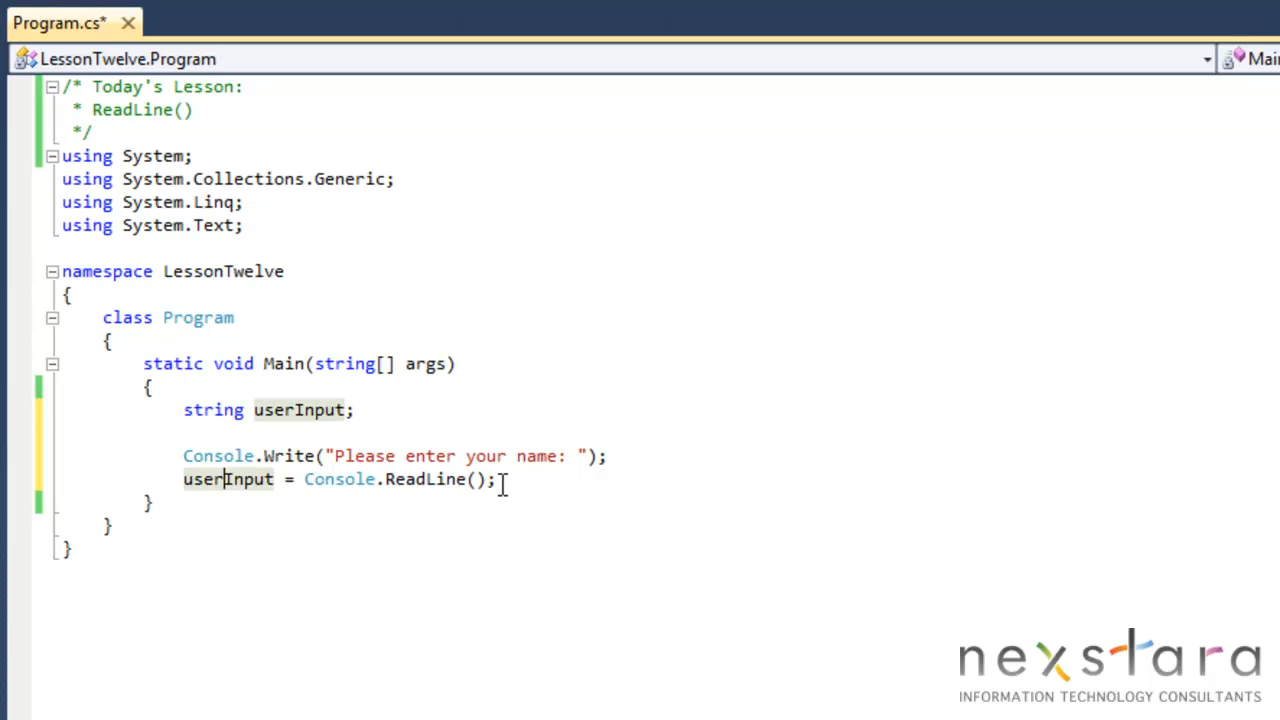 Program.cs*
LessonTwelve.Program
Mai
/* Today's Lesson:
* ReadLine()
*/
using System;
using System.Collections.Generic;
using System.Linq;
using System.Text;
namespace LessonTwelve
{
class Program
{
static void Main(string[] args)
{
string userInput;
Console.Write("Please enter your name: ");
userInput = Console.ReadLine();
}
}
}
nexstara
INFORMATION TECHNOLOGY CONSULTANTS